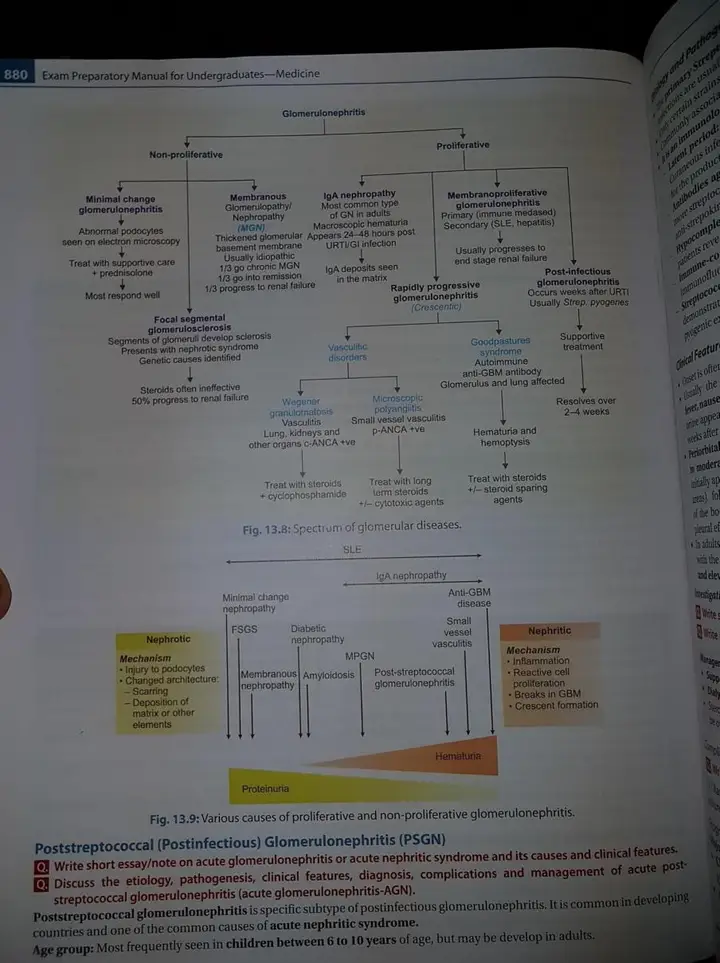 880 Exam Preparatory Manual for Undergraduates—Medicine
Glomerulonephritis
Non-proliferative
Proliferative
Minimal change
glomerulonephritis
Abnormal podocytes
seen on electron microscopy
Treat with supportive care
+ prednisolone
Most respond well
Membranous
Glomerulopathy/
Nephropathy
(MGN)
Thickened glomerular
basement membrane
Usually idiopathic
1/3 go chronic MGN
1/3 go into remission
1/3 progress to renal failure
Focal segmental
glomerulosclerosis
Segments of glomeruli develop sclerosis
Presents with nephrotic syndrome
Genetic causes identified
Steroids often ineffective
50% progress to renal failure
IgA nephropathy
Most common type
of GN in adults
Macroscopic hematuria
Appears 24–48 hours post
URTI/GI infection
IgA deposits seen
in the matrix
Membranoproliferative
glomerulonephritis
Primary (immune medased)
Secondary (SLE, hepatitis)
Usually progresses to
end stage renal failure
Rapidly progressive
glomerulonephritis
(Crescentic)
Post-infectious
glomerulonephritis
Occurs weeks after URTI
Usually Strep. pyogenes
Supportive
treatment
Resolves over
2–4 weeks
Vasculitic
disorders
Goodpastures
syndrome
Autoimmune
anti-GBM antibody
Glomerulus and lung affected
Hematuria and
hemoptysis
Treat with steroids
+/– steroid sparing
agents
Wegener
granulomatosis
Vasculitis
Lung, kidneys and
other organs c-ANCA +ve
Treat with steroids
+ cyclophosphamide
Microscopic
polyangiitis
Small vessel vasculitis
p-ANCA +ve
Treat with long
term steroids
+/– cytotoxic agents
Fig. 13.8: Spectrum of glomerular diseases.
SLE
IgA nephropathy
Minimal change
nephropathy
Anti-GBM
disease
FSGS
Diabetic
nephropathy
Small
vessel
vasculitis
MPGN
Membranous
nephropathy
Amyloidosis
Post-streptococcal
glomerulonephritis
Nephrotic
Mechanism
• Injury to podocytes
• Changed architecture:
– Scarring
– Deposition of
matrix or other
elements
Nephritic
Mechanism
• Inflammation
• Reactive cell
proliferation
• Breaks in GBM
• Crescent formation
Hematuria
Proteinuria
Fig. 13.9: Various causes of proliferative and non-proliferative glomerulonephritis.
Poststreptococcal (Postinfectious) Glomerulonephritis (PSGN)
Q. Write short essay/note on acute glomerulonephritis or acute nephritic syndrome and its causes and clinical features.
Q. Discuss the etiology, pathogenesis, clinical features, diagnosis, complications and management of acute post-
streptococcal glomerulonephritis (acute glomerulonephritis-AGN).
Poststreptococcal glomerulonephritis is specific subtype of postinfectious glomerulonephritis. It is common in developing
countries and one of the common causes of acute nephritic syndrome.
Age group: Most frequently seen in children between 6 to 10 years of age, but may be develop in adults.